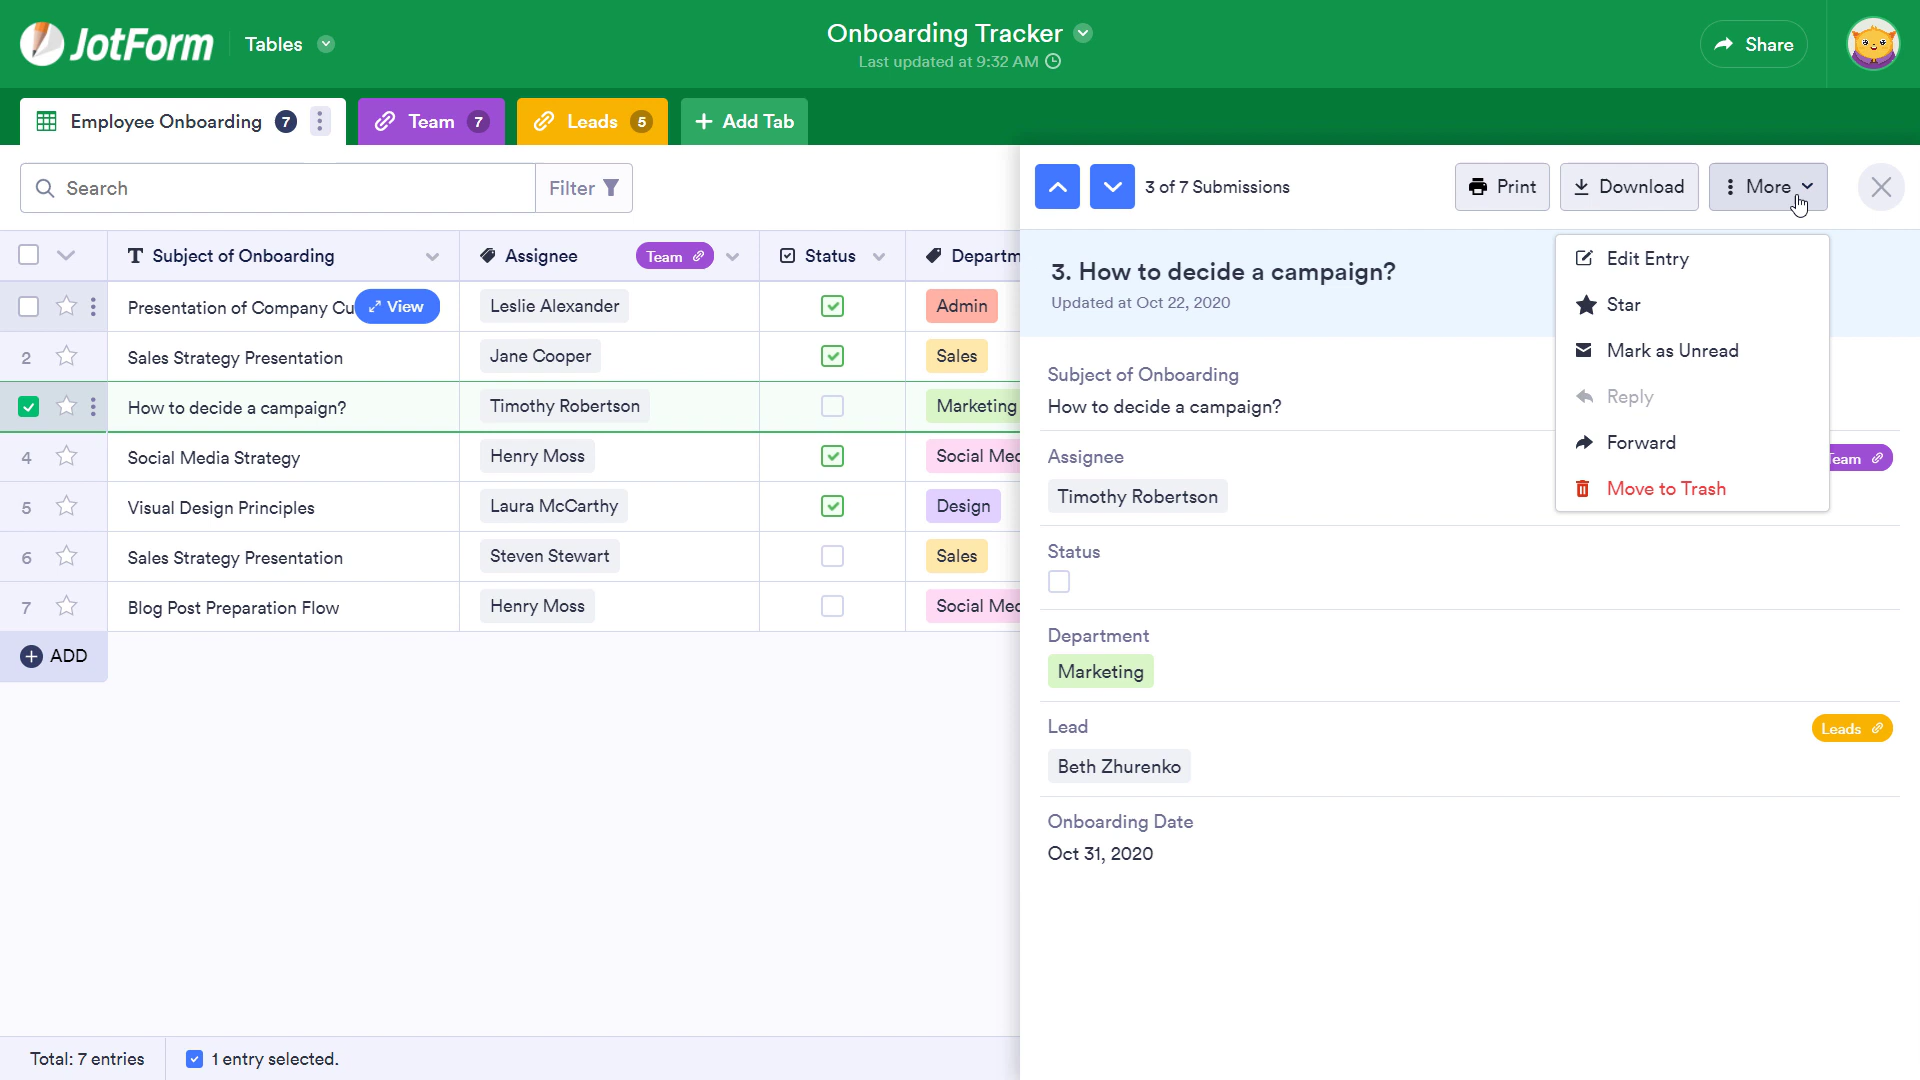 JotForm
Tables
Onboarding Tracker
Last updated at 9:32 AM
Share
Employee Onboarding 7
Team 7
Leads 5
+ Add Tab
Search
Filter
3 of 7 Submissions
Print
Download
More
Subject of Onboarding
Assignee
Team
Status
Departm
Presentation of Company Cu
View
Leslie Alexander
Admin
2
Sales Strategy Presentation
Jane Cooper
Sales
How to decide a campaign?
Timothy Robertson
Marketing
4
Social Media Strategy
Henry Moss
Social Med
5
Visual Design Principles
Laura McCarthy
Design
6
Sales Strategy Presentation
Steven Stewart
Sales
7
Blog Post Preparation Flow
Henry Moss
Social Med
ADD
Total: 7 entries
1 entry selected.
3. How to decide a campaign?
Updated at Oct 22, 2020
Edit Entry
Star
Mark as Unread
Reply
Forward
Move to Trash
Subject of Onboarding
How to decide a campaign?
Assignee
Team
Timothy Robertson
Status
Department
Marketing
Lead
Leads
Beth Zhurenko
Onboarding Date
Oct 31, 2020